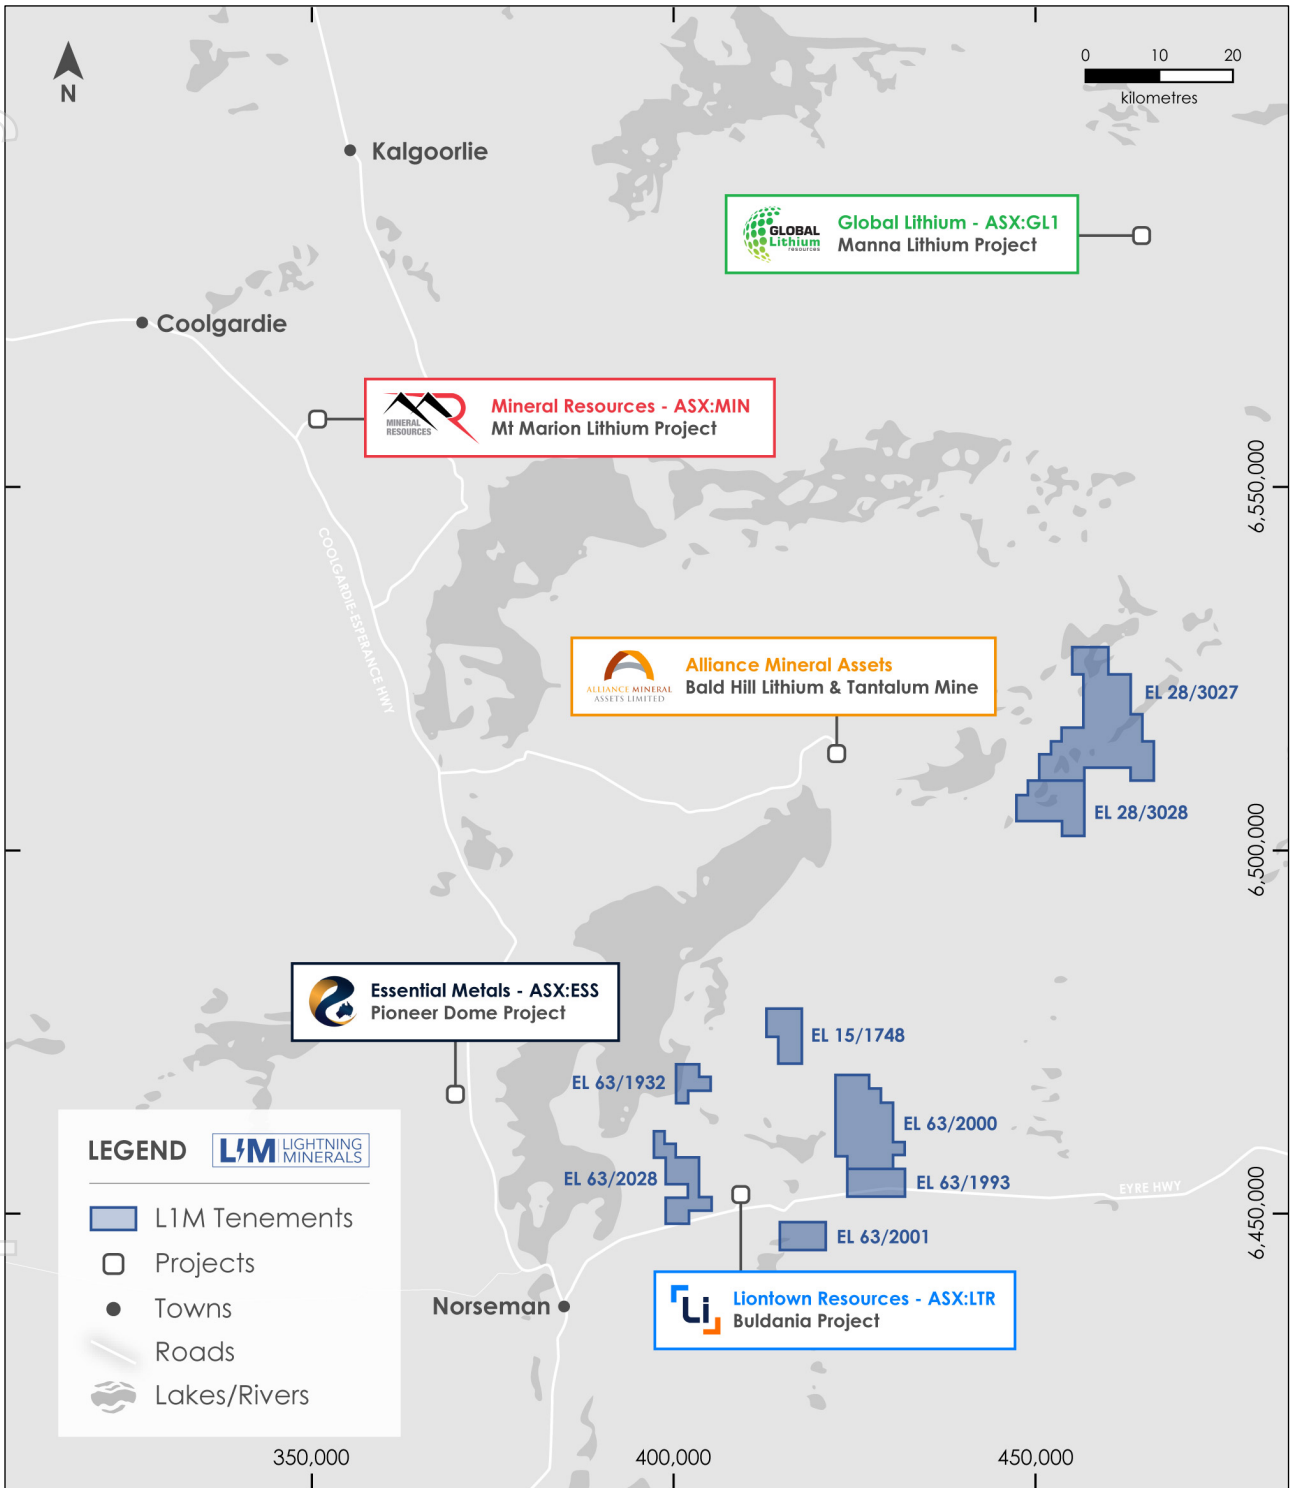 N
0 10 20
kilometres
Kalgoorlie
GLOBAL
Lithium
resources
Global Lithium - ASX:GL1
Manna Lithium Project
Coolgardie
MINERAL
RESOURCES
Mineral Resources - ASX:MIN
Mt Marion Lithium Project
6,550,000
COOLGARDIE-ESPERANCE HWY
ALLIANCE MINERAL
ASSETS LIMITED
Alliance Mineral Assets
Bald Hill Lithium & Tantalum Mine
EL 28/3027
EL 28/3028
6,500,000
Essential Metals - ASX:ESS
Pioneer Dome Project
EL 15/1748
EL 63/1932
EL 63/2000
EL 63/2028
EL 63/1993
EYRE HWY
6,450,000
EL 63/2001
Norseman
Li
Liontown Resources - ASX:LTR
Buldania Project
LEGEND
L1M LIGHTNING
MINERALS
L1M Tenements
Projects
Towns
Roads
Lakes/Rivers
350,000 400,000 450,000